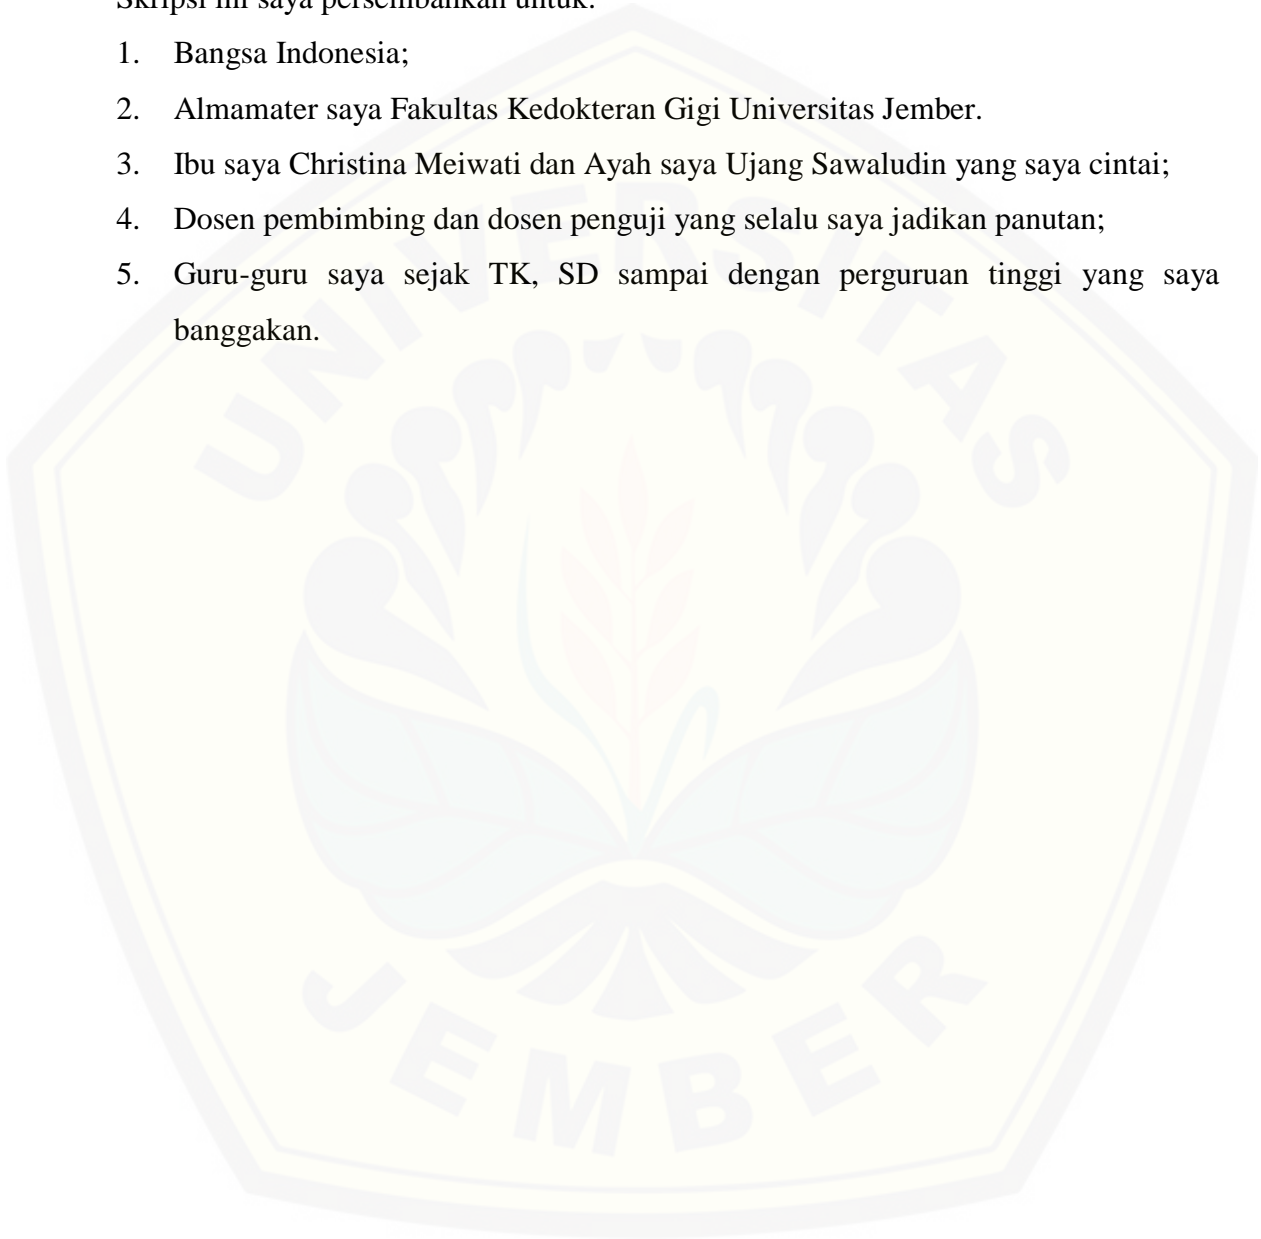 Skripsi ini saya persembahkan untuk:
1. Bangsa Indonesia;
2. Almamater saya Fakultas Kedokteran Gigi Universitas Jember.
3. Ibu saya Christina Meiwati dan Ayah saya Ujang Sawaludin yang saya cintai;
4. Dosen pembimbing dan dosen penguji yang selalu saya jadikan panutan;
5. Guru-guru saya sejak TK, SD sampai dengan perguruan tinggi yang saya
banggakan.
UNIVERSITAS
JEMBER